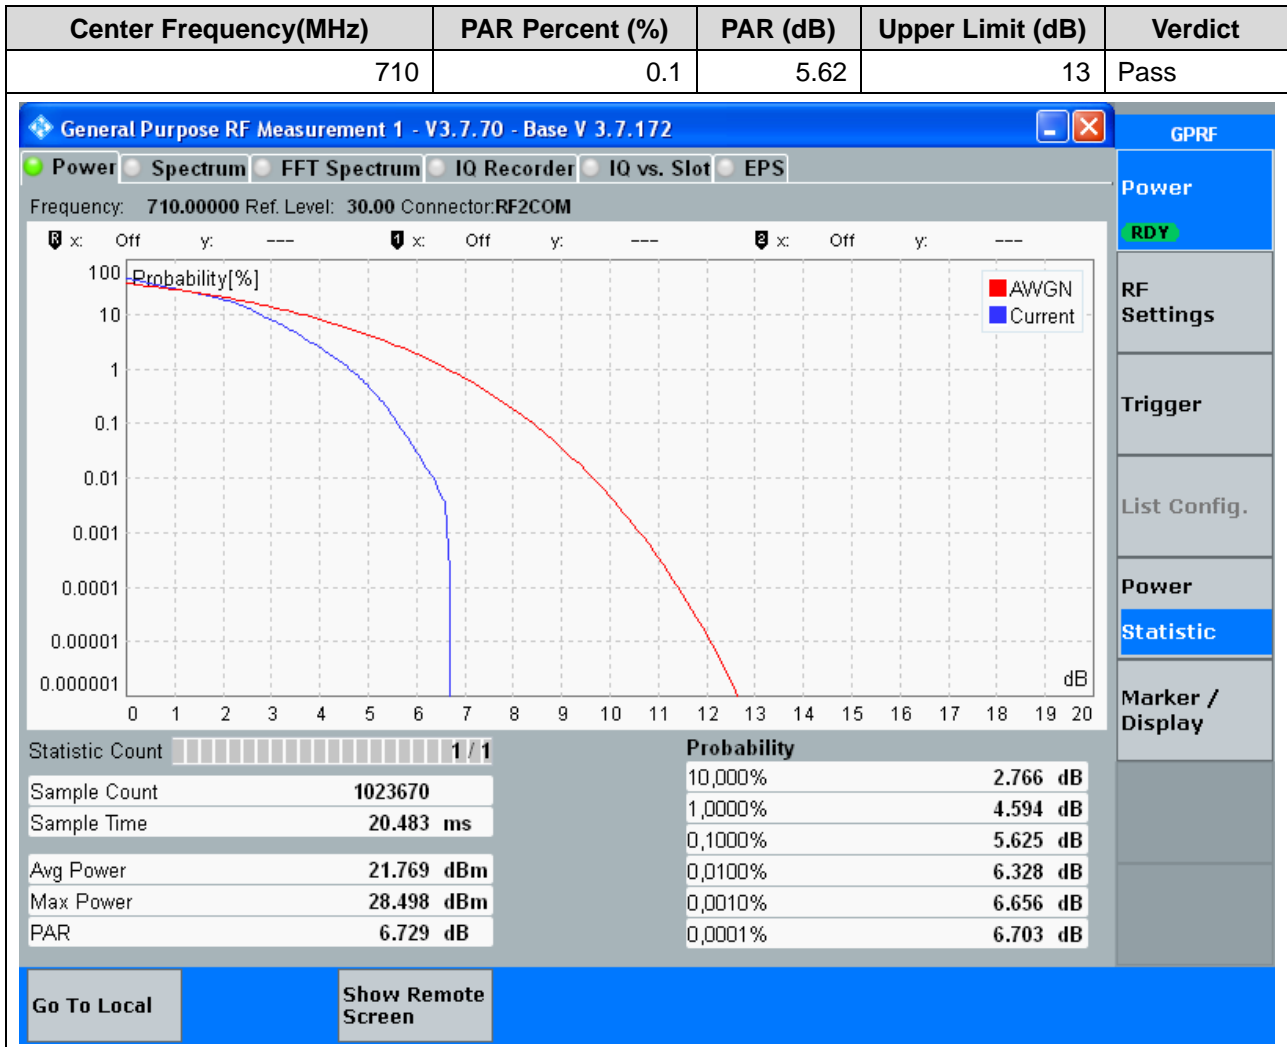 Center Frequency(MHz) PAR Percent (%) PAR (dB) Upper Limit (dB) Verdict
710 0.1 5.62 13 Pass
General Purpose RF Measurement 1 - V3.7.70 - Base V 3.7.172
GPRF
Power Spectrum FFT Spectrum IQ Recorder IQ vs. Slot EPS
Power
RDY
Frequency: 710.00000 Ref. Level: 30.00 Connector:RF2COM
R x: Off y: --- 1 x: Off y: --- 2 x: Off y: ---
Probability[%]
100
10
1
0.1
0.01
0.001
0.0001
0.00001
0.000001
AWGN
Current
dB
0 1 2 3 4 5 6 7 8 9 10 11 12 13 14 15 16 17 18 19 20
RF
Settings
Trigger
List Config.
Power
Statistic
Marker /
Display
Statistic Count 1 / 1
Sample Count 1023670
Sample Time 20.483 ms
Avg Power 21.769 dBm
Max Power 28.498 dBm
PAR 6.729 dB
Probability
10,000% 2.766 dB
1,0000% 4.594 dB
0,1000% 5.625 dB
0,0100% 6.328 dB
0,0010% 6.656 dB
0,0001% 6.703 dB
Go To Local
Show Remote
Screen